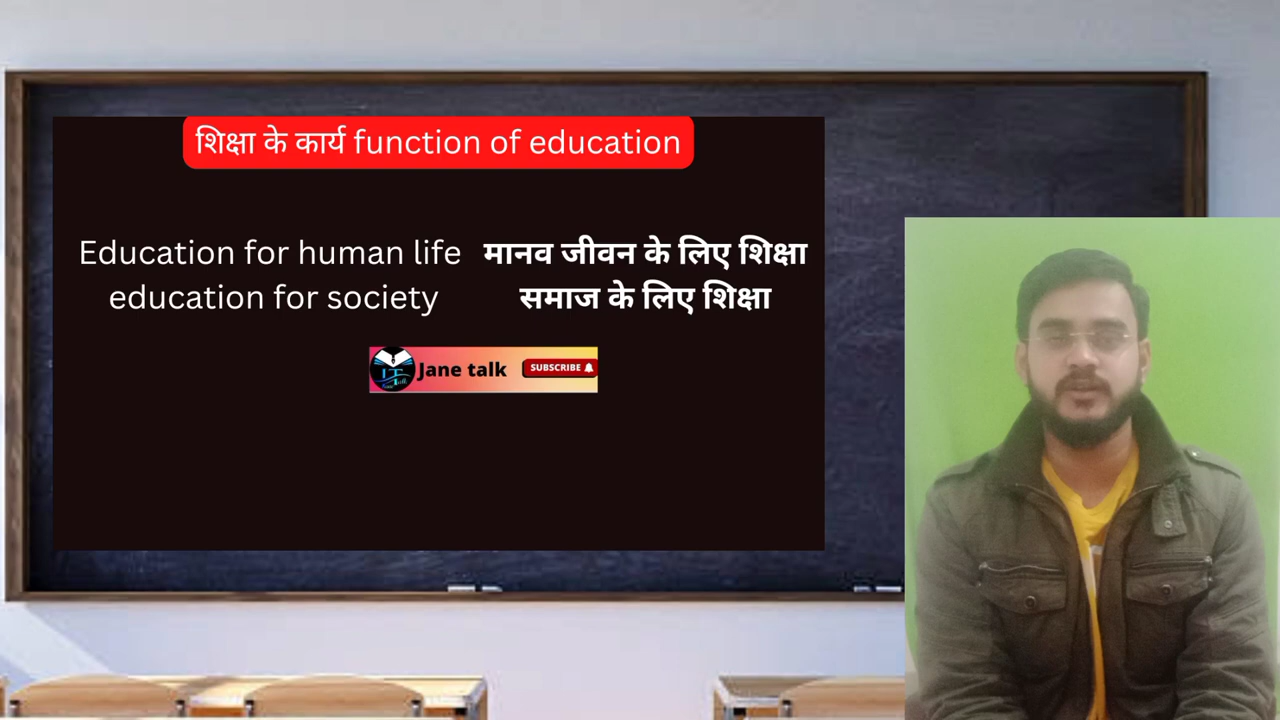 शिक्षा के कार्य function of education
Education for human life
education for society
मानव जीवन के लिए शिक्षा
समाज के लिए शिक्षा
Jane talk
SUBSCRIBE